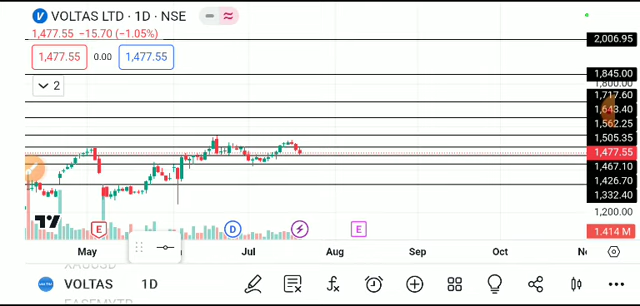 VOLTAS LTD · 1D · NSE
1,477.55 −15.70 (−1.05%)
1,477.55 0.00 1,477.55
2
2,006.95
1,845.00
1,800.00
1,717.60
1,643.40
1,562.25
1,505.35
1,477.55
1,467.10
1,426.70
1,332.40
1,200.00
1.414 M
E D E
May Jul Aug Sep Oct
XAUUSD
VOLTAS 1D